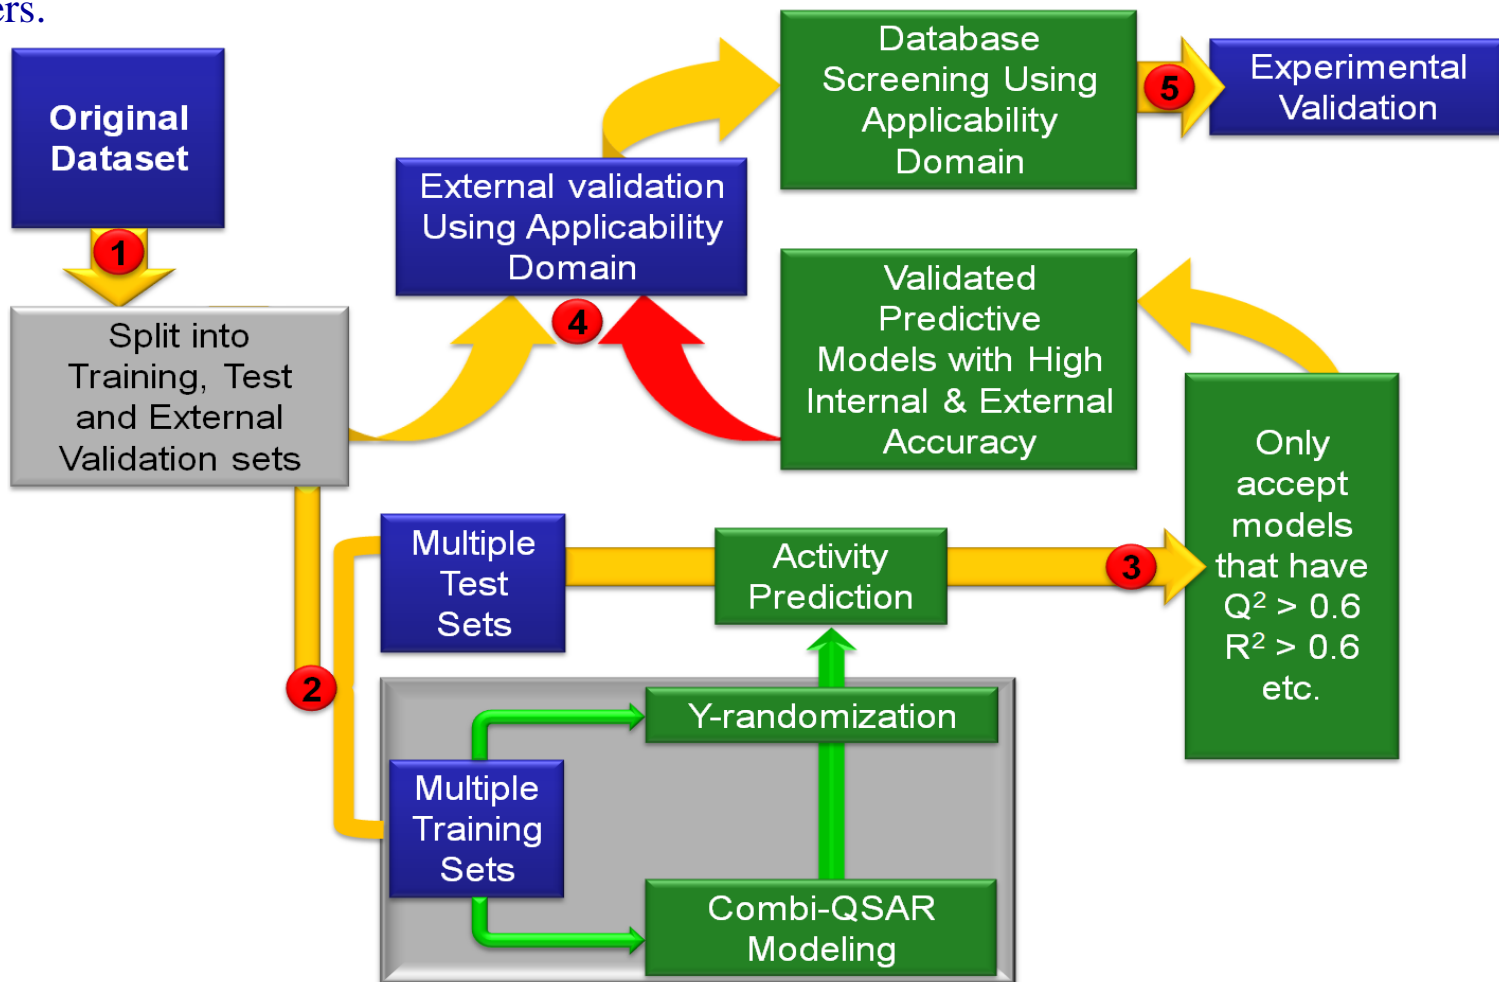 ers.
Original
Dataset
1
Split into
Training, Test
and External
Validation sets
2
External validation
Using Applicability
Domain
4
Database
Screening Using
Applicability
Domain
5
Experimental
Validation
Validated
Predictive
Models with High
Internal & External
Accuracy
Only
accept
models
that have
Q² > 0.6
R² > 0.6
etc.
Multiple
Test
Sets
Activity
Prediction
3
Y-randomization
Multiple
Training
Sets
Combi-QSAR
Modeling